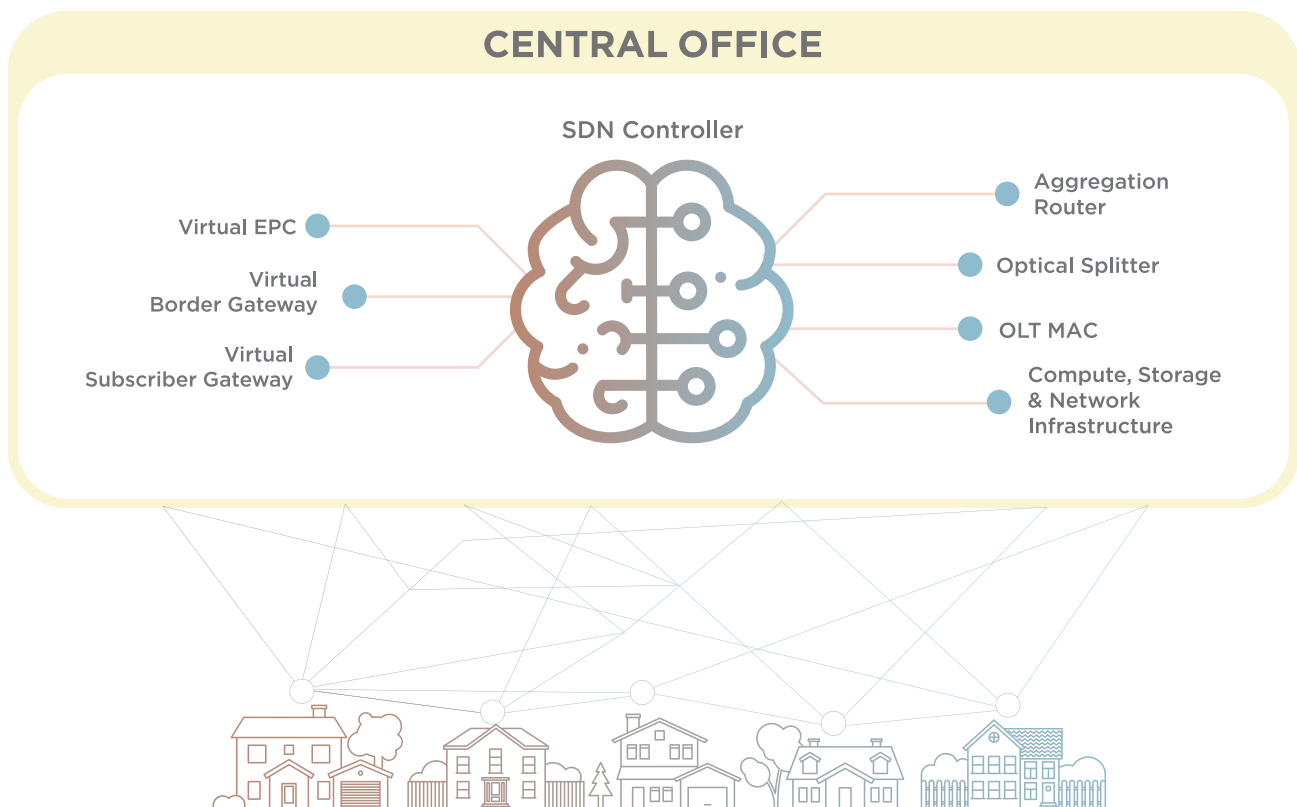 CENTRAL OFFICE
SDN Controller
Virtual EPC
Virtual
Border Gateway
Virtual
Subscriber Gateway
Aggregation
Router
Optical Splitter
OLT MAC
Compute, Storage
& Network
Infrastructure